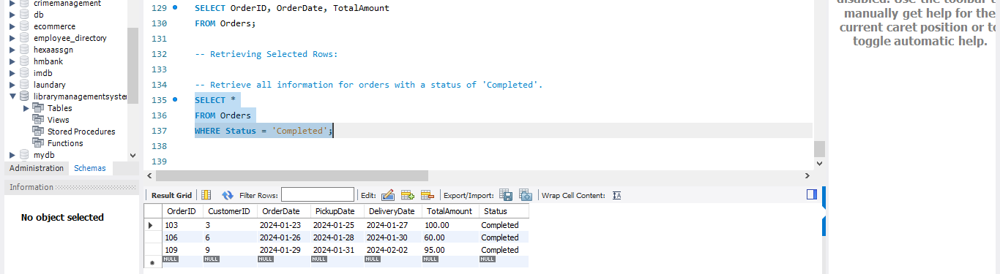 crimemanagement
db
ecommerce
employee_directory
hexaassgn
hmbank
imdb
laundary
librarymanagementsyste
Tables
Views
Stored Procedures
Functions
mydb
Administration Schemas
Information
No object selected
129 SELECT OrderID, OrderDate, TotalAmount
130 FROM Orders;
131
132 -- Retrieving Selected Rows:
133
134 -- Retrieve all information for orders with a status of 'Completed'.
135 SELECT *
136 FROM Orders
137 WHERE Status = 'Completed';
138
139
Result Grid Filter Rows: Edit: Export/Import: Wrap Cell Content:
OrderID CustomerID OrderDate PickupDate DeliveryDate TotalAmount Status
103 3 2024-01-23 2024-01-25 2024-01-27 100.00 Completed
106 6 2024-01-26 2024-01-28 2024-01-30 60.00 Completed
109 9 2024-01-29 2024-01-31 2024-02-02 95.00 Completed
NULL NULL NULL NULL NULL NULL NULL
disabled. Use the toolbar t
manually get help for the
current caret position or to
toggle automatic help.